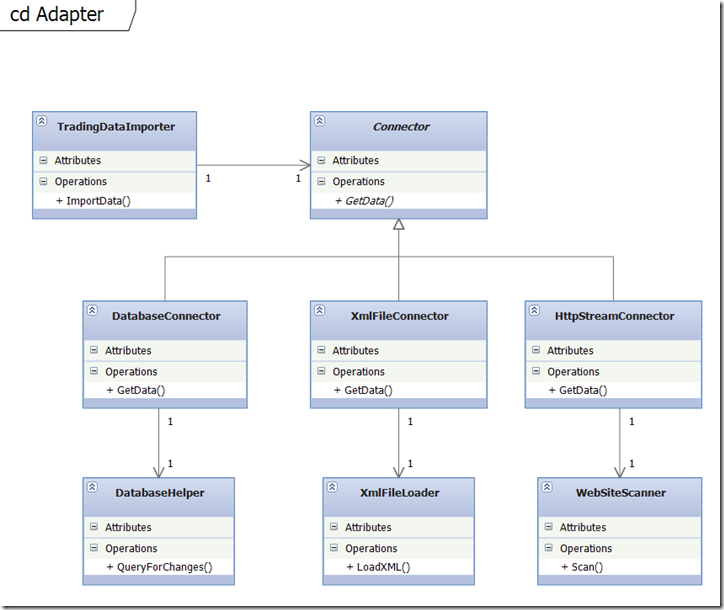 cd Adapter
TradingDataImporter
Attributes
Operations
+ ImportData()
1
1
Connector
Attributes
Operations
+ GetData()
DatabaseConnector
Attributes
Operations
+ GetData()
XmlFileConnector
Attributes
Operations
+ GetData()
HttpStreamConnector
Attributes
Operations
+ GetData()
1
1
1
1
1
1
DatabaseHelper
Attributes
Operations
+ QueryForChanges()
XmlFileLoader
Attributes
Operations
+ LoadXML()
WebSiteScanner
Attributes
Operations
+ Scan()